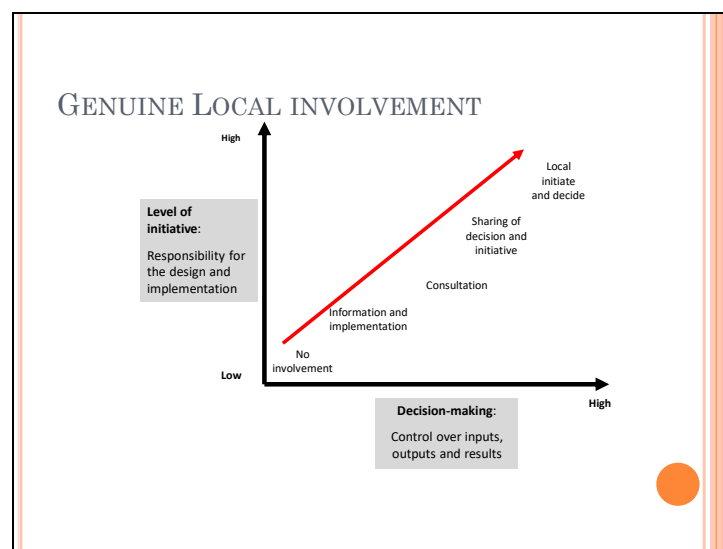 GENUINE LOCAL INVOLVEMENT
High
Local
initiate
and decide
Level of
initiative:
Responsibility for
the design and
implementation
Sharing of
decision and
initiative
Consultation
Information and
implementation
No
involvement
Low
High
Decision-making:
Control over inputs,
outputs and results